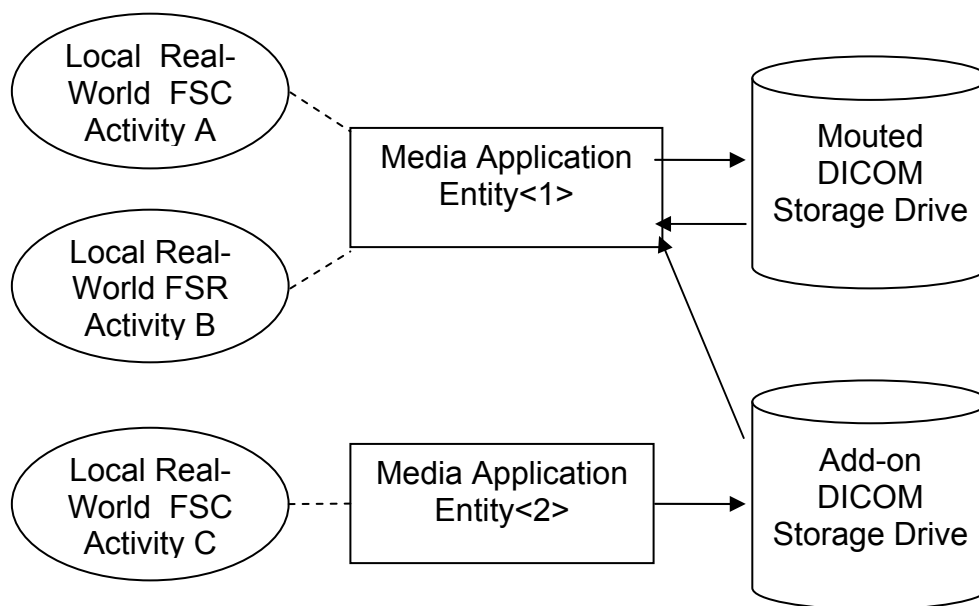 Local Real-
World FSC
Activity A
Media Application
Entity<1>
Mouted
DICOM
Storage Drive
Local Real-
World FSR
Activity B
Local Real-
World FSC
Activity C
Media Application
Entity<2>
Add-on
DICOM
Storage Drive